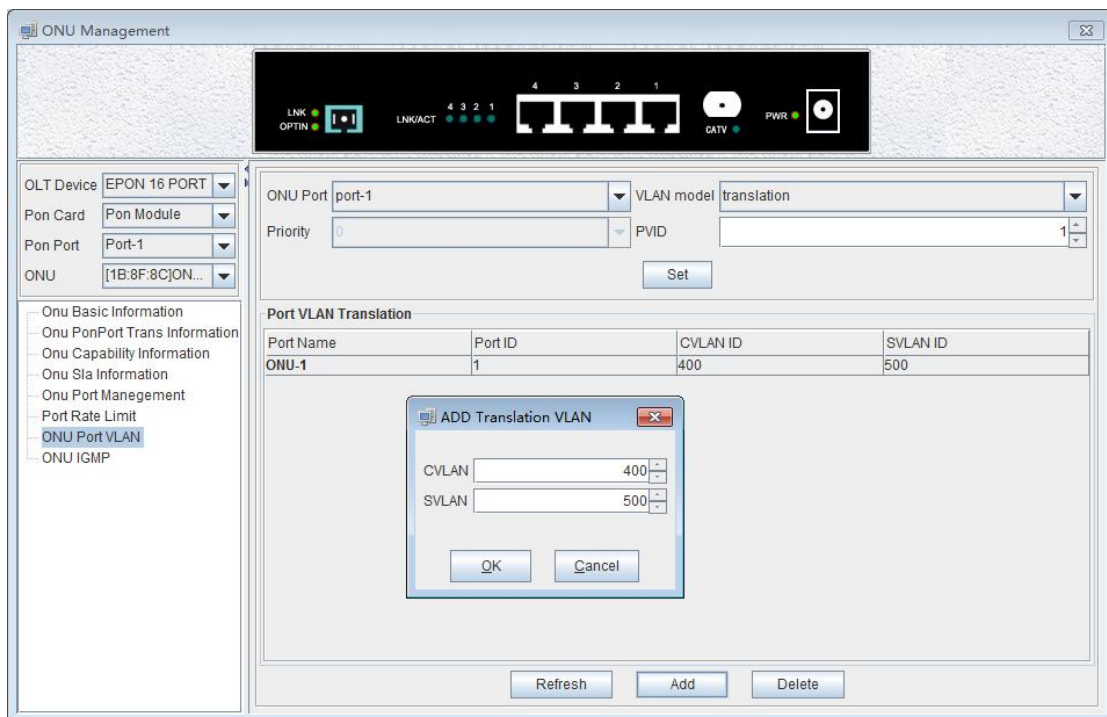 ONU Management
4 3 2 1
LNK
OPTIN
LNK/ACT
4 3 2 1
CATV
PWR
OLT Device EPON 16 PORT
Pon Card Pon Module
Pon Port Port-1
ONU [1B:8F:8C]ON...
Onu Basic Information
Onu PonPort Trans Information
Onu Capability Information
Onu Sla Information
Onu Port Manegement
Port Rate Limit
ONU Port VLAN
ONU IGMP
ONU Port port-1 VLAN model translation
Priority 0 PVID 1
Set
Port VLAN Translation
Port Name Port ID CVLAN ID SVLAN ID
ONU-1 1 400 500
ADD Translation VLAN
CVLAN 400
SVLAN 500
OK Cancel
Refresh Add Delete